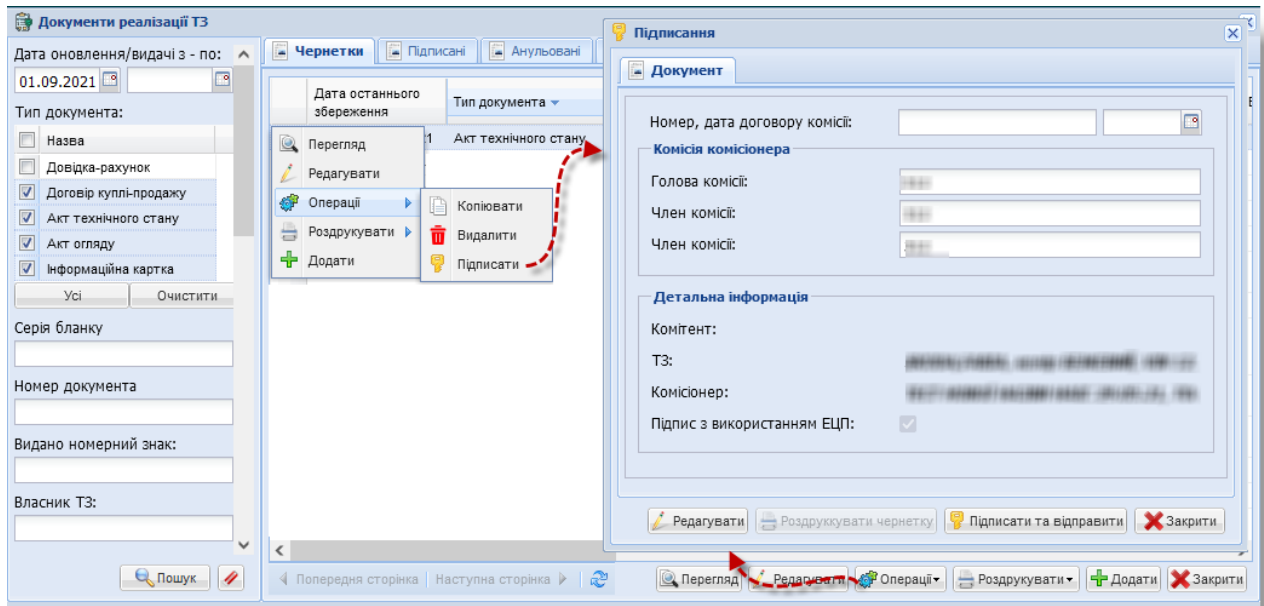 Документи реалізації ТЗ
Дата оновлення/видачі з - по:
01.09.2021
Тип документа:
Назва
Довідка-рахунок
Договір куплі-продажу
Акт технічного стану
Акт огляду
Інформаційна картка
Усі Очистити
Серія бланку
Номер документа
Видано номерний знак:
Власник ТЗ:
Пошук
Чернетки Підписані Анульовані
Дата останнього збереження
Тип документа
1 Акт технічного стану
Перегляд
Редагувати
Операції
Роздрукувати
Додати
Копіювати
Видалити
Підписати
Підписання
Документ
Номер, дата договору комісії:
Комісія комісіонера
Голова комісії:
Член комісії:
Член комісії:
Детальна інформація
Комітент:
ТЗ:
Комісіонер:
Підпис з використанням ЕЦП:
Редагувати Роздруккувати чернетку Підписати та відправити Закрити
Попередня сторінка Наступна сторінка
Перегляд Редагувати Операції Роздрукувати Додати Закрити